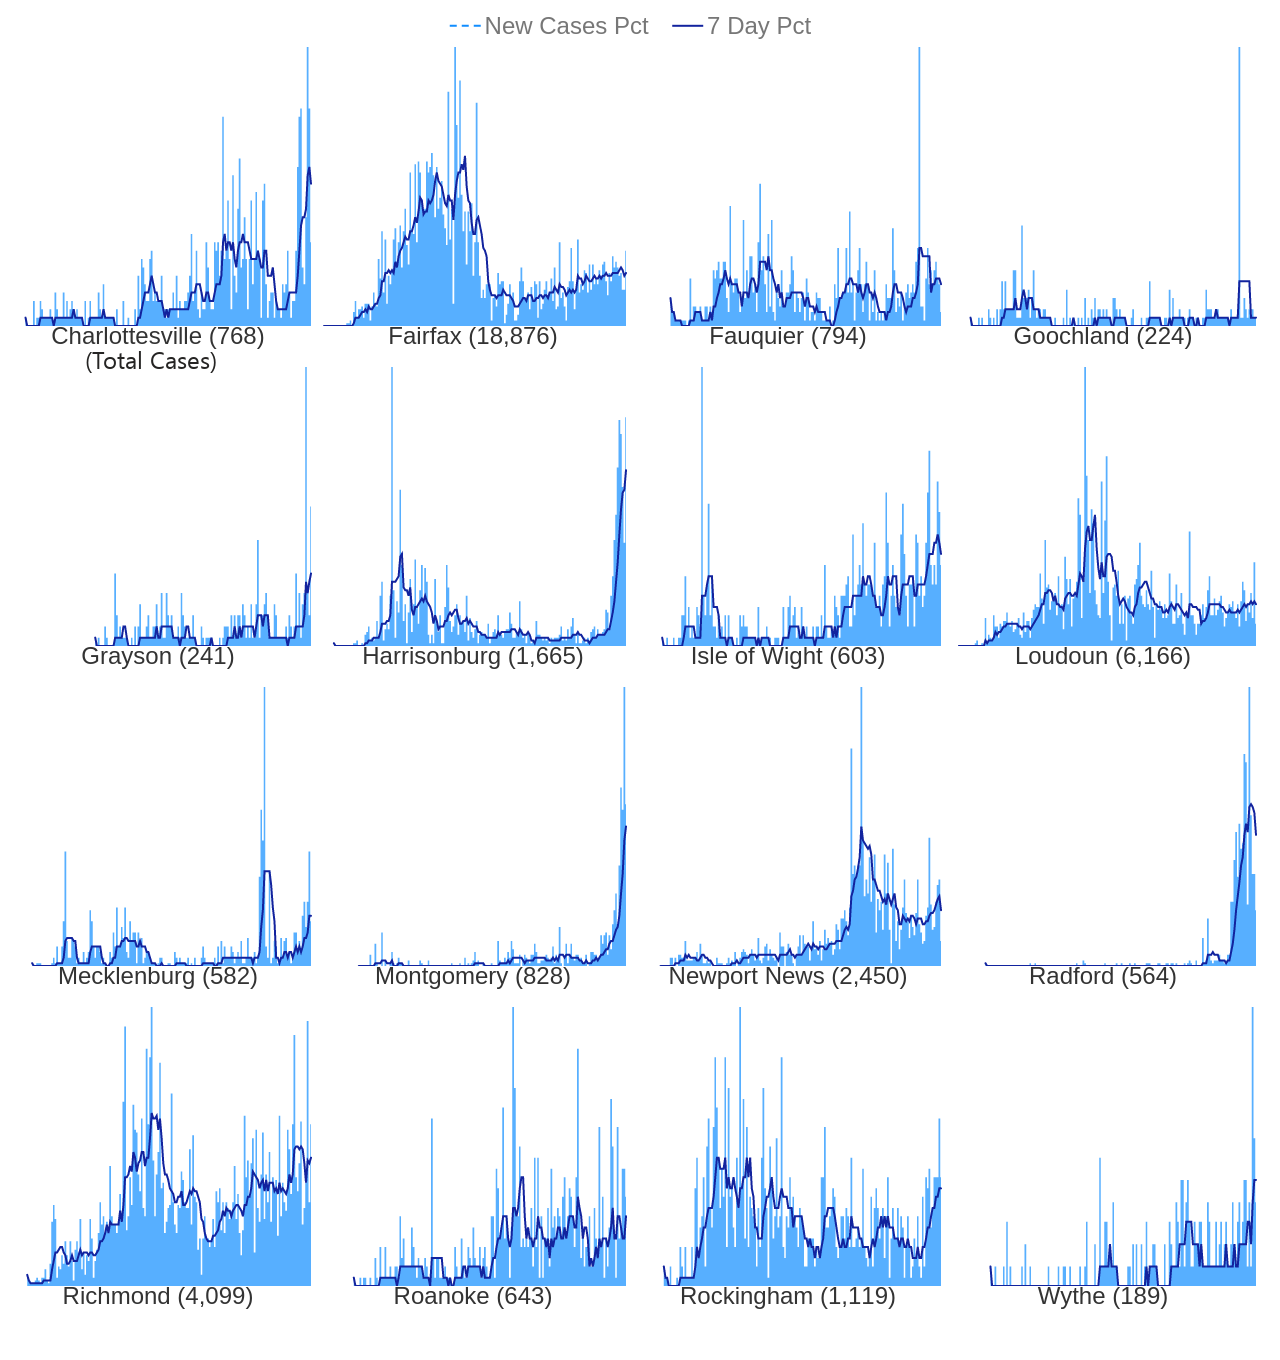 New Cases Pct 7 Day Pct
Charlottesville (768) Fairfax (18,876) Fauquier (794) Goochland (224)
(Total Cases)
Grayson (241) Harrisonburg (1,665) Isle of Wight (603) Loudoun (6,166)
Mecklenburg (582) Montgomery (828) Newport News (2,450) Radford (564)
Richmond (4,099) Roanoke (643) Rockingham (1,119) Wythe (189)